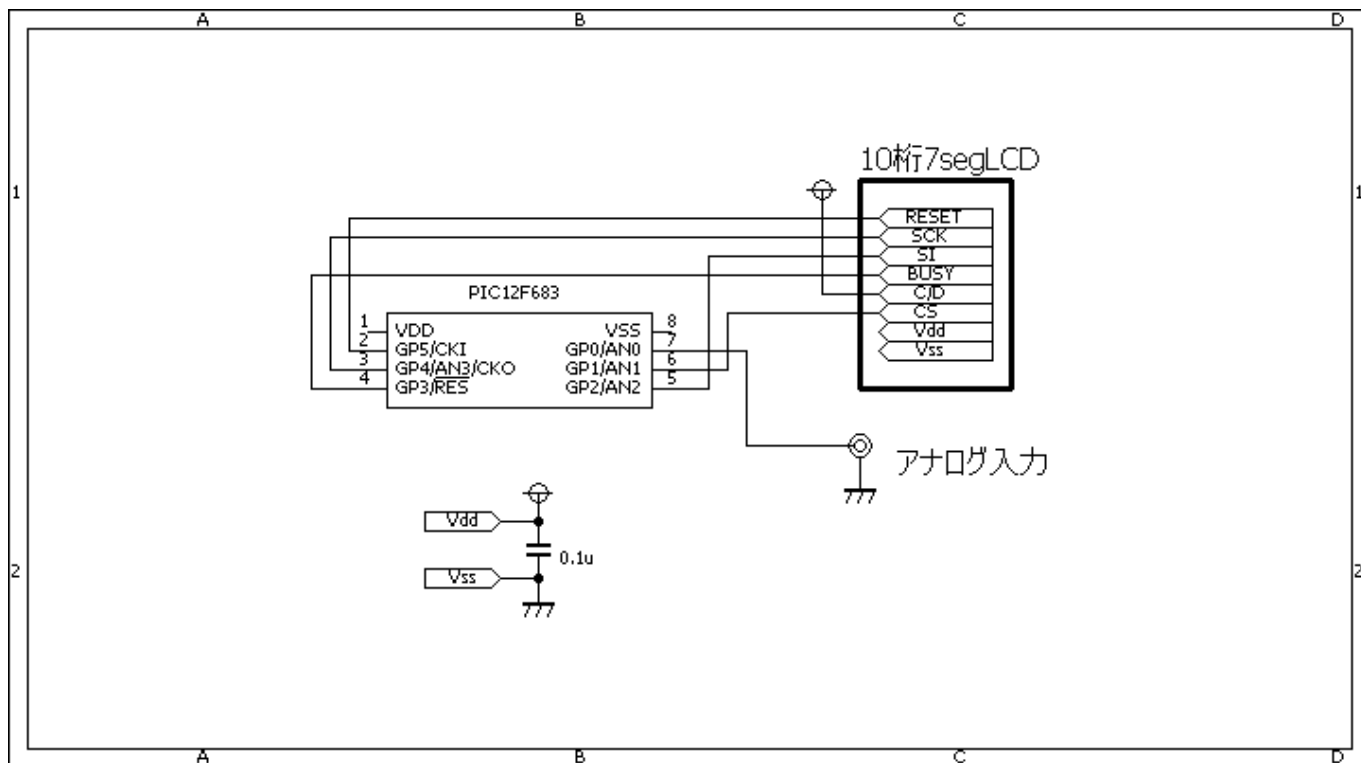 A B C D
1 1
10桁7segLCD
RESET
SCK
SI
BUSY
C/D
CS
Vdd
Vss
PIC12F683
1 VDD VSS 8
2 GP5/CKI GP0/AN0 7
3 GP4/AN3/CKO GP1/AN1 6
4 GP3/RES GP2/AN2 5
アナログ入力
Vdd
0.1u
Vss
2 2
A B C D